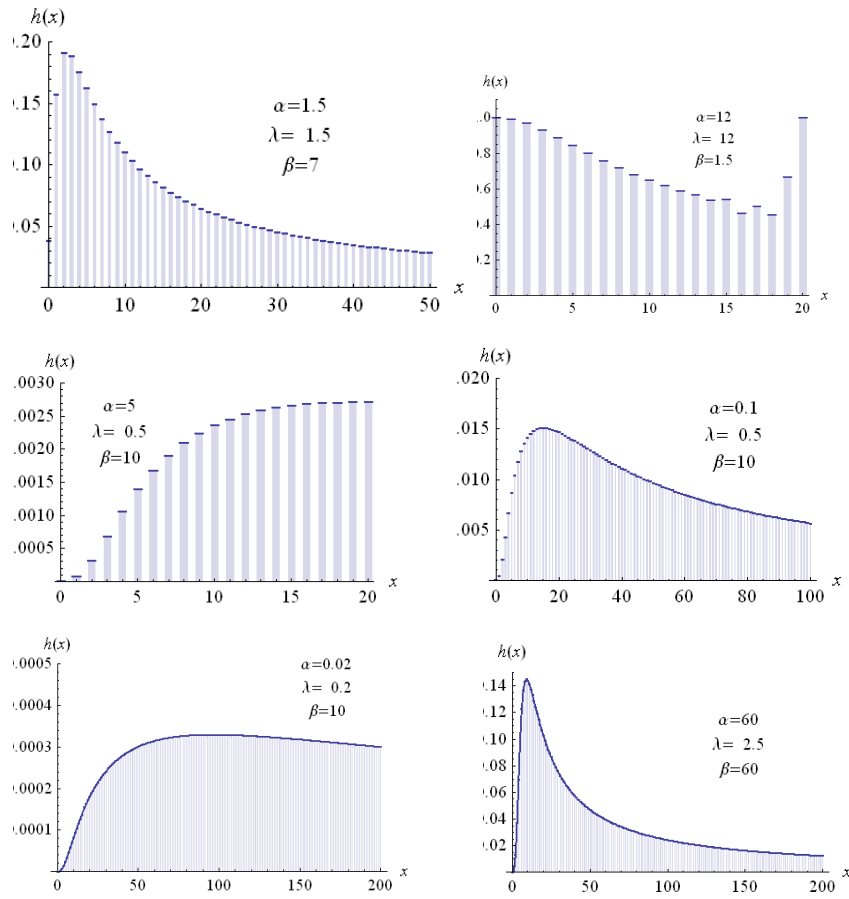 h(x)
.20
.15
.10
.05
α=1.5
λ= 1.5
β=7
0 10 20 30 40 50 x
h(x)
.0
.8
.6
.4
.2
α=12
λ= 12
β=1.5
0 5 10 15 20 x
h(x)
.0030
.0025
.0020
.0015
.0010
.0005
α=5
λ= 0.5
β=10
0 5 10 15 20 x
h(x)
.020
.015
.010
.005
α=0.1
λ= 0.5
β=10
0 20 40 60 80 100 x
h(x)
.0005
.0004
.0003
.0002
.0001
α=0.02
λ= 0.2
β=10
0 50 100 150 200 x
h(x)
.14
.12
.10
.08
.06
.04
.02
α=60
λ= 2.5
β=60
0 50 100 150 200 x